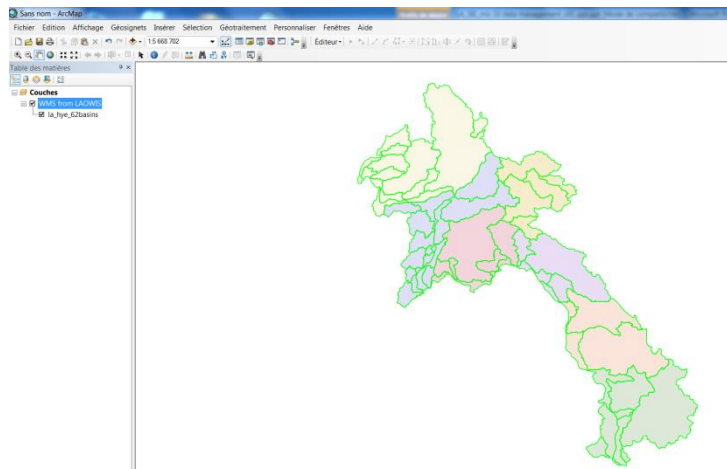 Sans nom - ArcMap
Fichier Edition Affichage Géosignets Insérer Sélection Géotraitement Personnaliser Fenêtres Aide
1:5 668 702
Éditeur
Table des matières
Couches
WMS from LAOWIS
la_hye_62basins